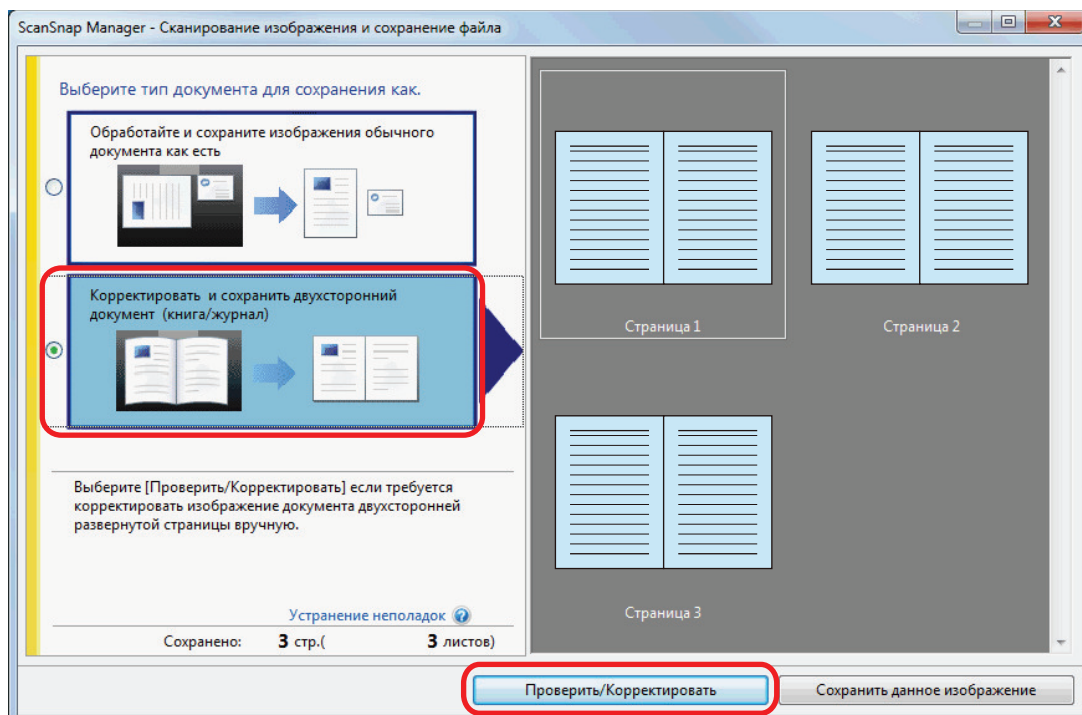 ScanSnap Manager - Сканирование изображения и сохранение файла
Выберите тип документа для сохранения как.
Обработайте и сохраните изображения обычного
документа как есть
Корректировать и сохранить двухсторонний
документ (книга/журнал)
Выберите [Проверить/Корректировать] если требуется
корректировать изображение документа двухсторонней
развернутой страницы вручную.
Устранение неполадок ?
Сохранено: 3 стр.( 3 листов)
Страница 1
Страница 2
Страница 3
Проверить/Корректировать
Сохранить данное изображение